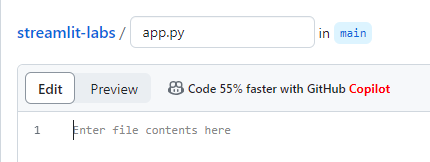 streamlit-labs / app.py in main
Edit Preview Code 55% faster with GitHub Copilot
1 Enter file contents here